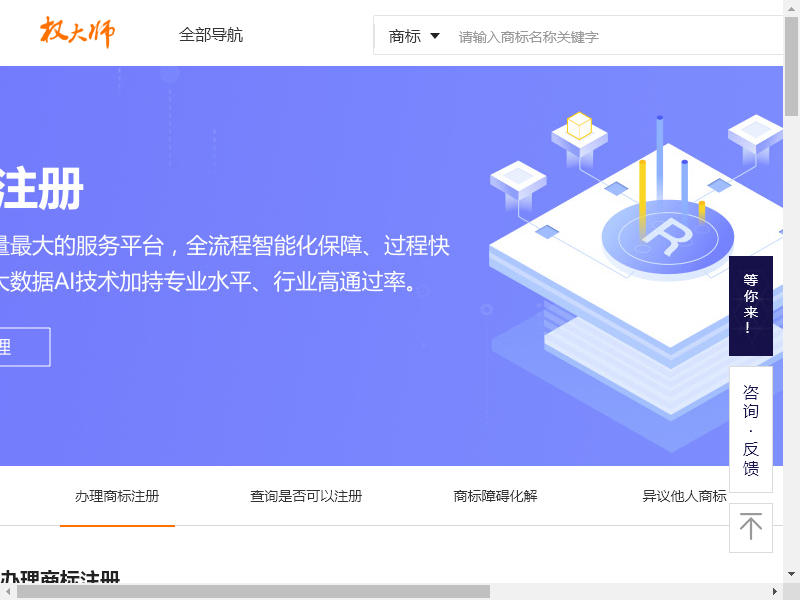 权大师
全部导航
商标
请输入商标名称关键字
注册
量最大的服务平台，全流程智能化保障、过程快
大数据AI技术加持专业水平、行业高通过率。
理
R
等你来！
咨询·反馈
办理商标注册
查询是否可以注册
商标障碍化解
异议他人商标
办理商标注册